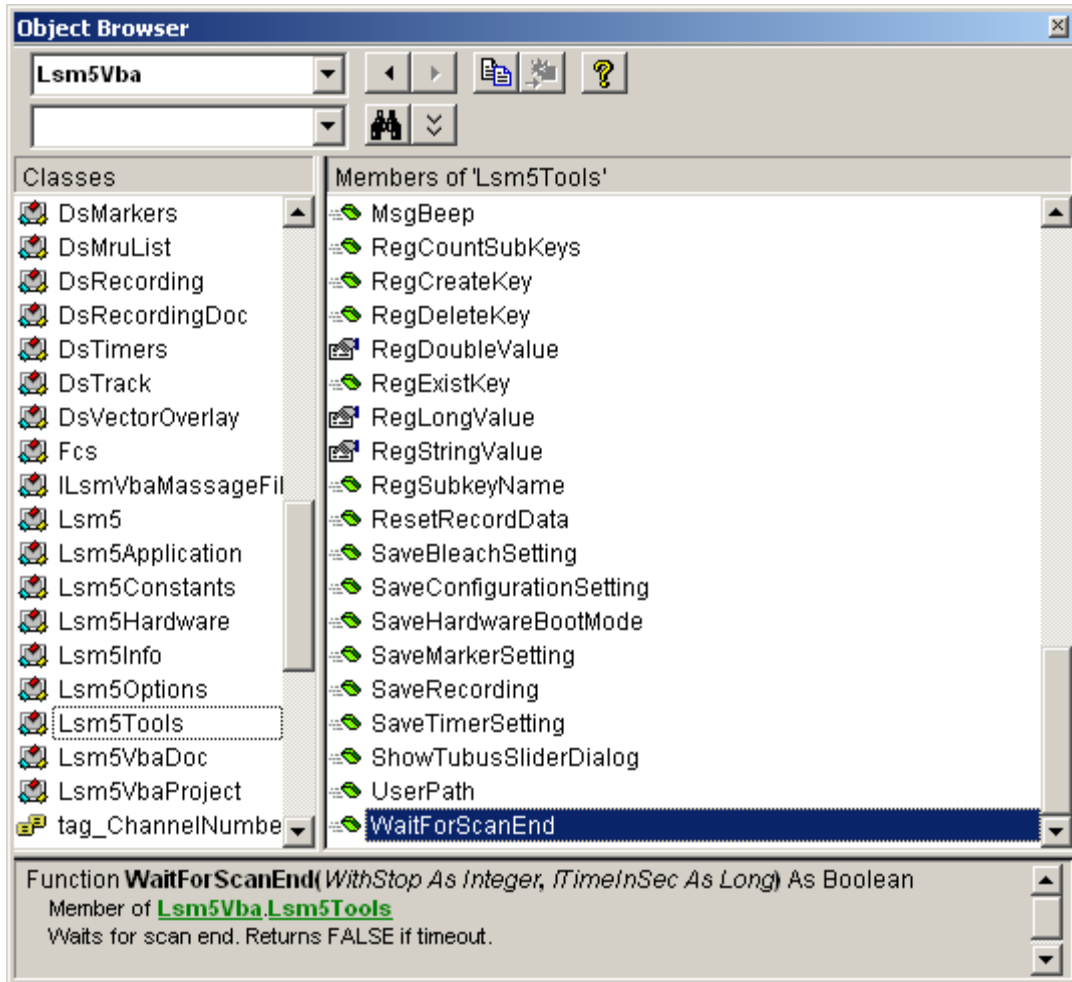 Object Browser
Lsm5Vba
Classes
DsMarkers
DsMruList
DsRecording
DsRecordingDoc
DsTimers
DsTrack
DsVectorOverlay
Fcs
ILsmVbaMassageFil
Lsm5
Lsm5Application
Lsm5Constants
Lsm5Hardware
Lsm5Info
Lsm5Options
Lsm5Tools
Lsm5VbaDoc
Lsm5VbaProject
tag_ChannelNumbe
Members of 'Lsm5Tools'
MsgBeep
RegCountSubKeys
RegCreateKey
RegDeleteKey
RegDoubleValue
RegExistKey
RegLongValue
RegStringValue
RegSubkeyName
ResetRecordData
SaveBleachSetting
SaveConfigurationSetting
SaveHardwareBootMode
SaveMarkerSetting
SaveRecording
SaveTimerSetting
ShowTubusSliderDialog
UserPath
WaitForScanEnd
Function WaitForScanEnd(WithStop As Integer, lTimeInSec As Long) As Boolean
Member of Lsm5Vba.Lsm5Tools
Waits for scan end. Returns FALSE if timeout.